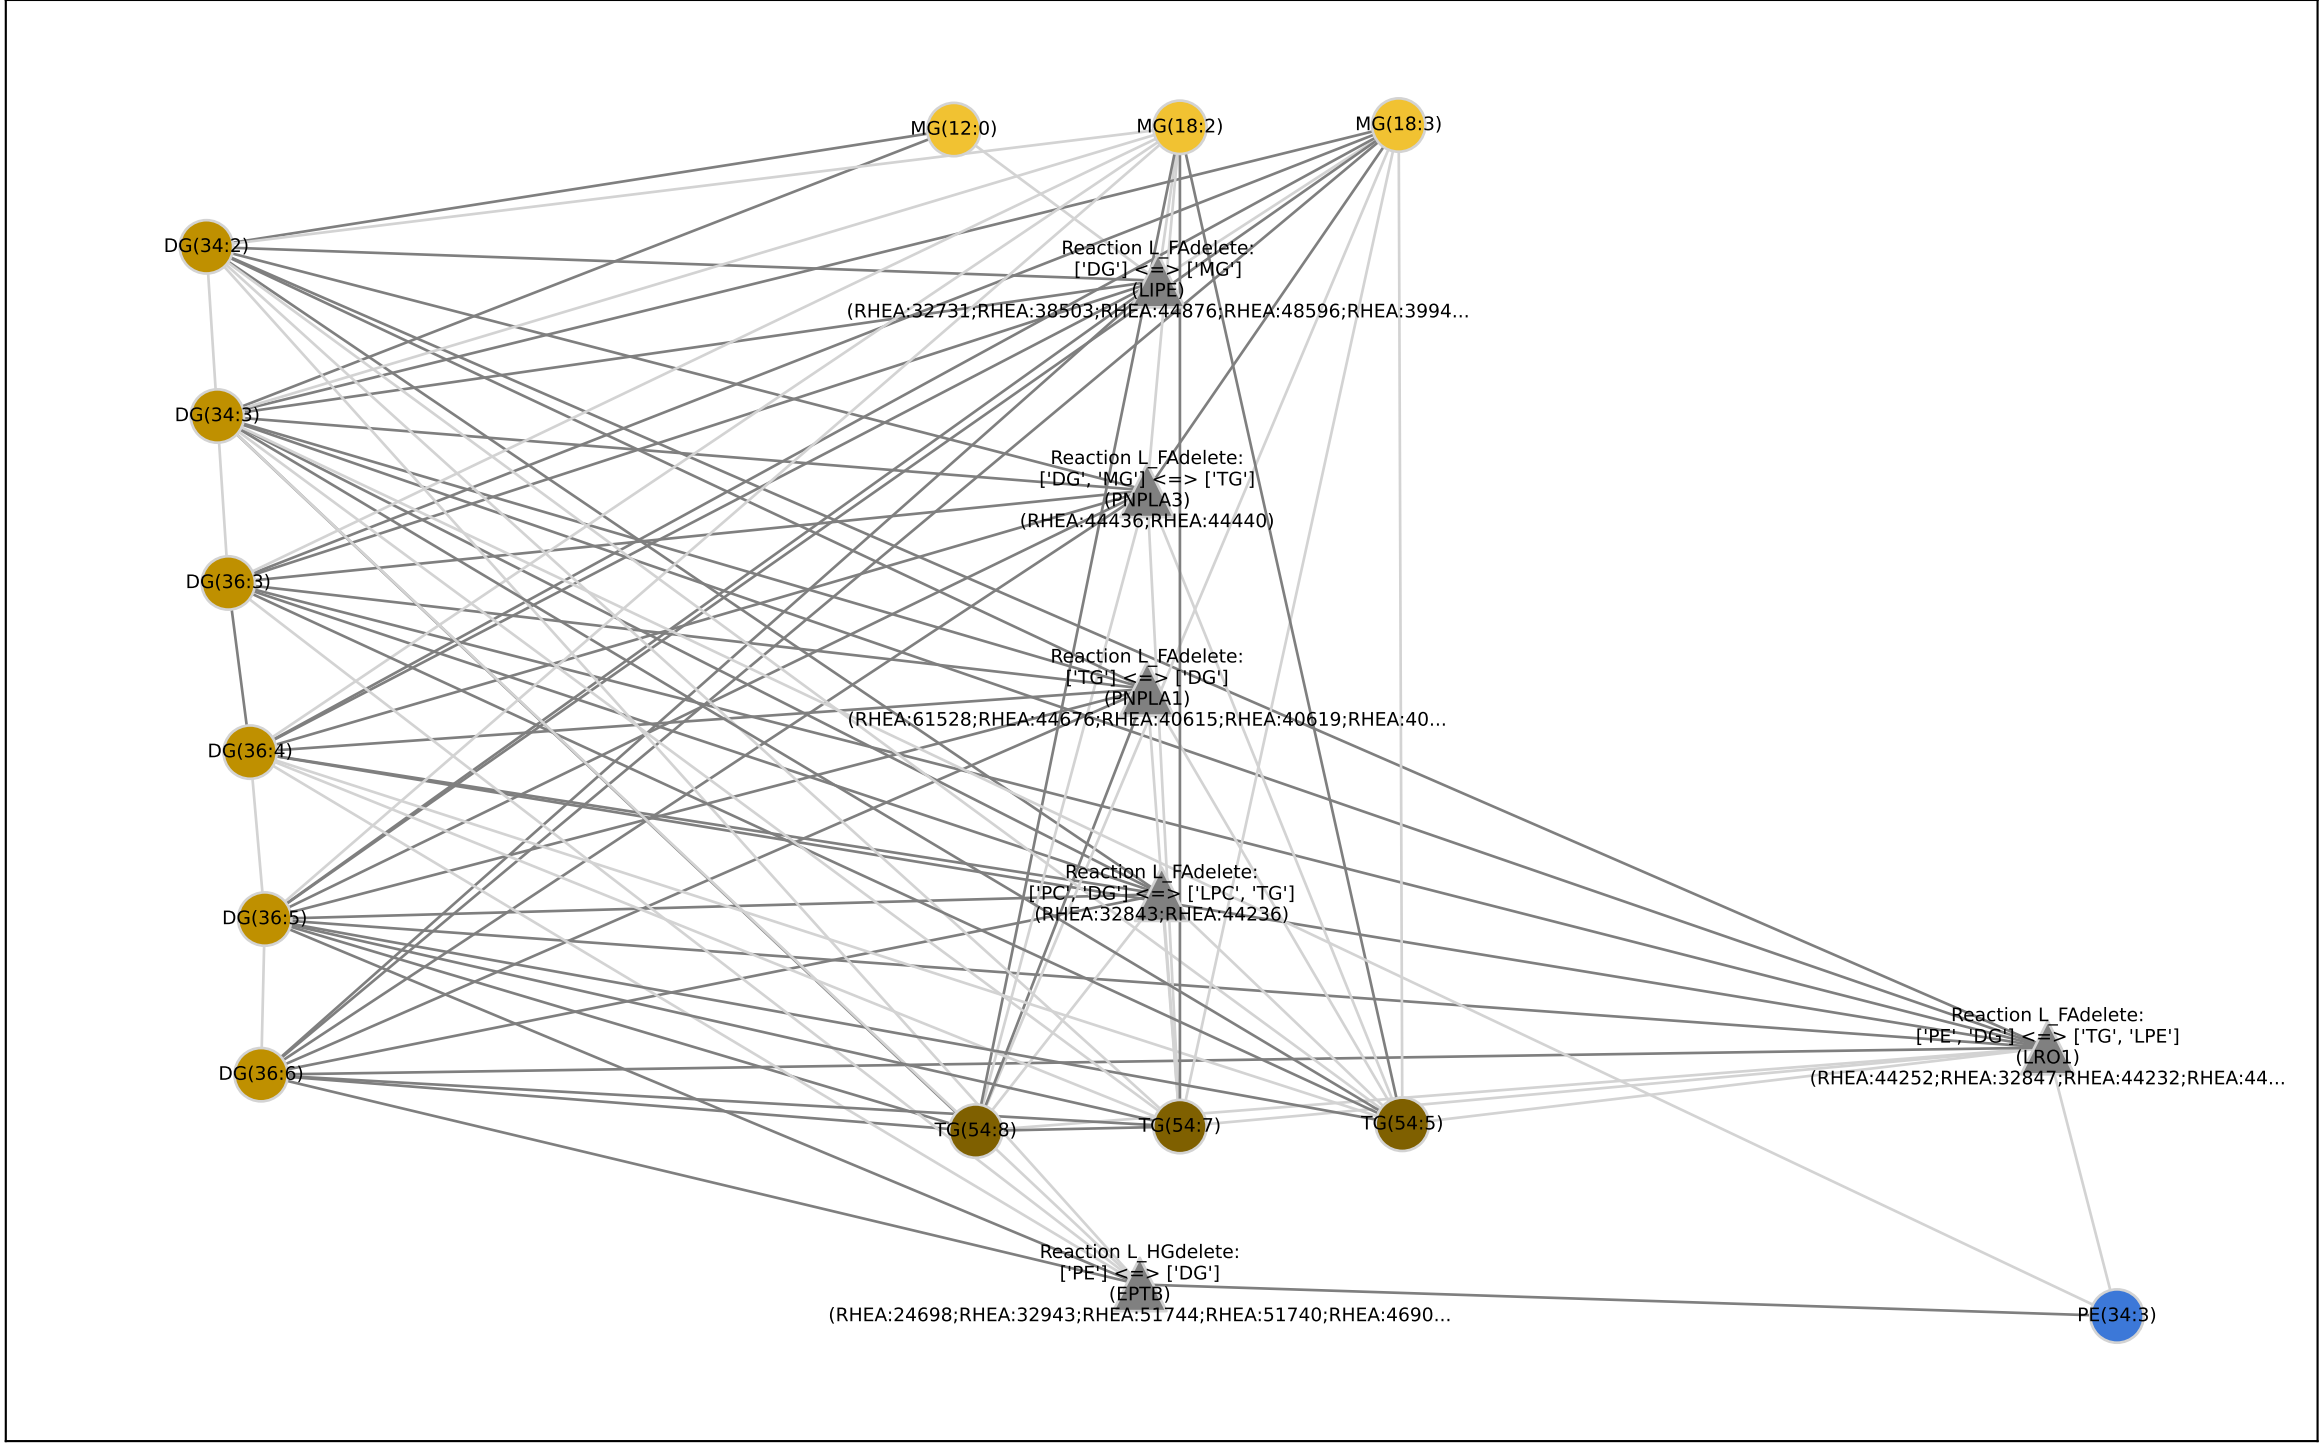 MG(12:0)
MG(18:2)
MG(18:3)
DG(34:2)
Reaction L_FAdelete:
['DG'] <=> ['MG']
(LIPE)
(RHEA:32731;RHEA:38503;RHEA:44876;RHEA:48596;RHEA:3994...
DG(34:3)
Reaction L_FAdelete:
['DG', 'MG'] <=> ['TG']
(PNPLA3)
(RHEA:44436;RHEA:44440)
DG(36:3)
Reaction L_FAdelete:
['TG'] <=> ['DG']
(PNPLA1)
(RHEA:61528;RHEA:44676;RHEA:40615;RHEA:40619;RHEA:40...
DG(36:4)
Reaction L_FAdelete:
['PC', 'DG'] <=> ['LPC', 'TG']
(RHEA:32843;RHEA:44236)
DG(36:5)
Reaction L_FAdelete:
['PE', 'DG'] <=> ['TG', 'LPE']
(LRO1)
(RHEA:44252;RHEA:32847;RHEA:44232;RHEA:44...
DG(36:6)
TG(54:8)
TG(54:7)
TG(54:5)
Reaction L_HGdelete:
['PE'] <=> ['DG']
(EPTB)
(RHEA:24698;RHEA:32943;RHEA:51744;RHEA:51740;RHEA:4690...
PE(34:3)